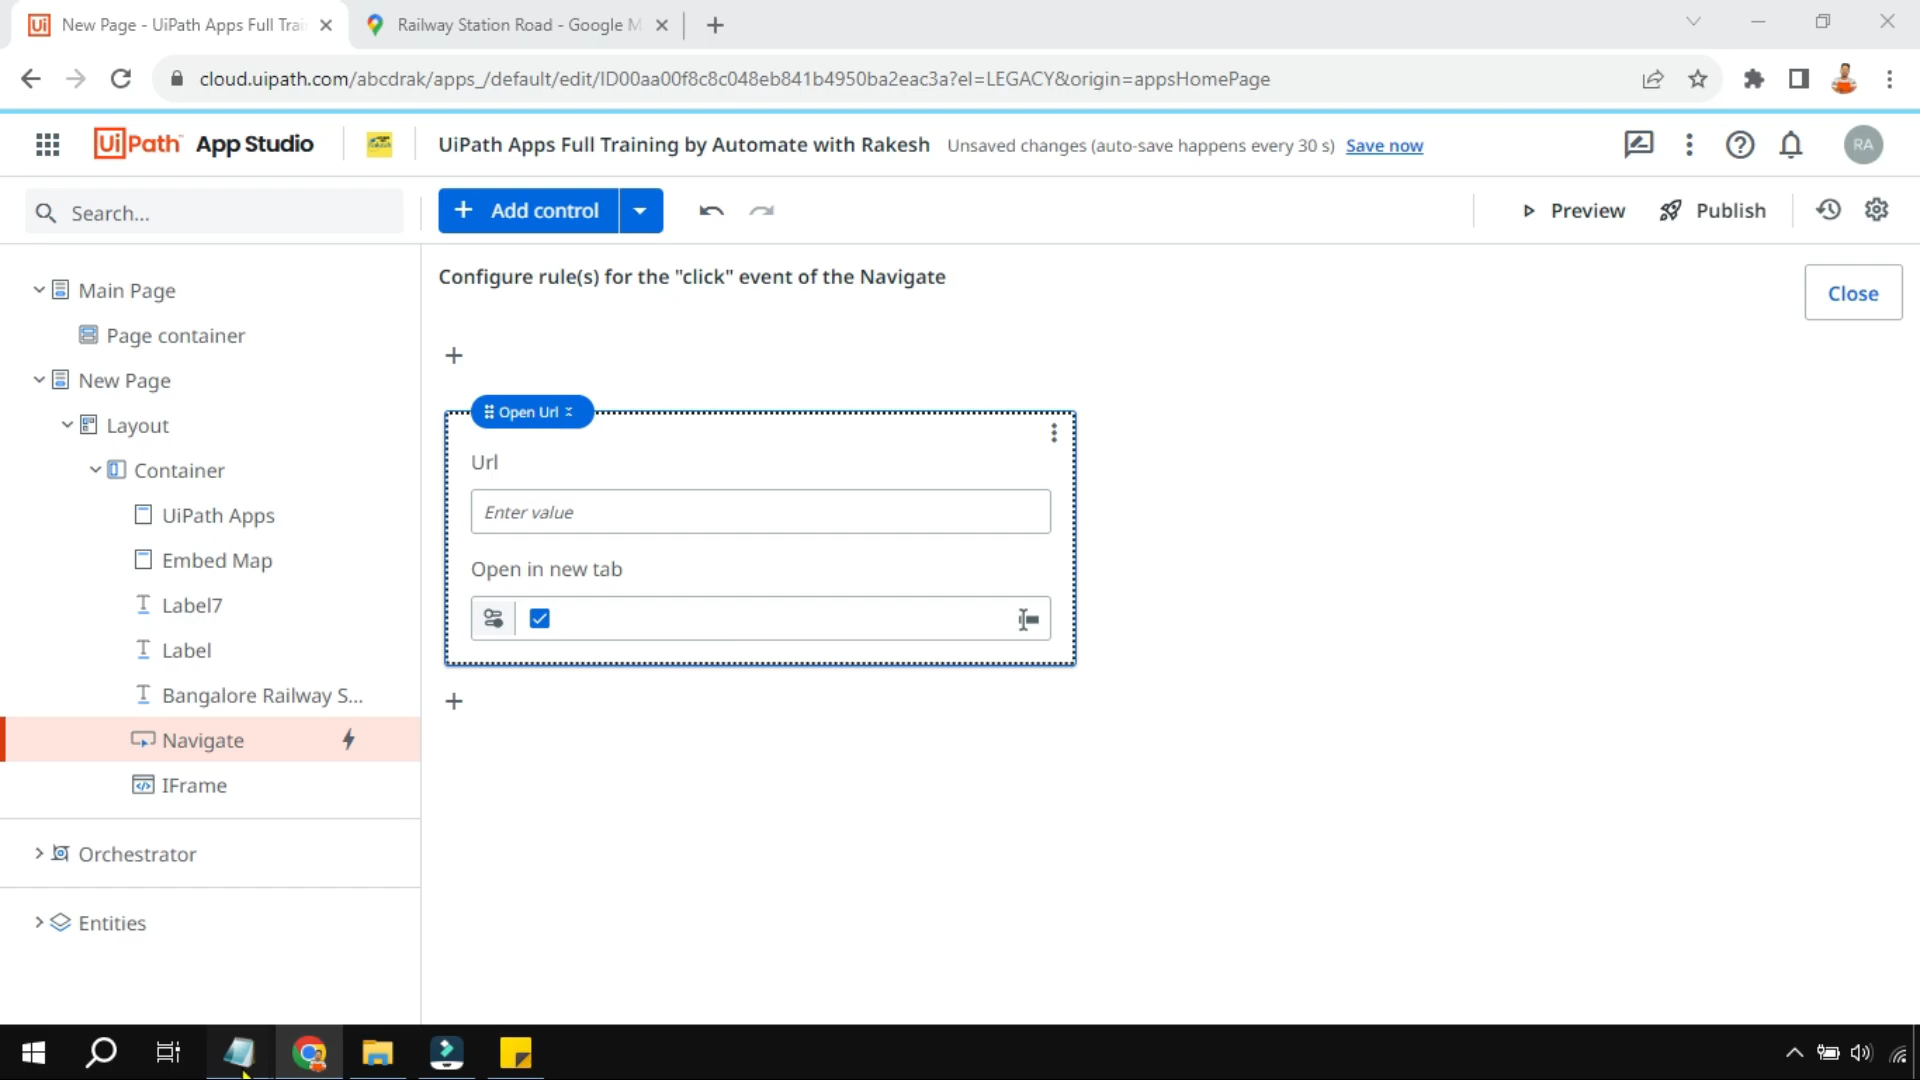 New Page - UiPath Apps Full Trai
Railway Station Road - Google M
cloud.uipath.com/abcdrak/apps_/default/edit/ID00aa00f8c8c048eb841b4950ba2eac3a?el=LEGACY&origin=appsHomePage
UiPath App Studio
UiPath Apps Full Training by Automate with Rakesh
Unsaved changes (auto-save happens every 30 s) Save now
RA
Search...
Add control
Preview
Publish
Configure rule(s) for the "click" event of the Navigate
Close
Main Page
Page container
New Page
Layout
Container
UiPath Apps
Embed Map
Label7
Label
Bangalore Railway S...
Navigate
IFrame
Orchestrator
Entities
Open Url
Url
Enter value
Open in new tab